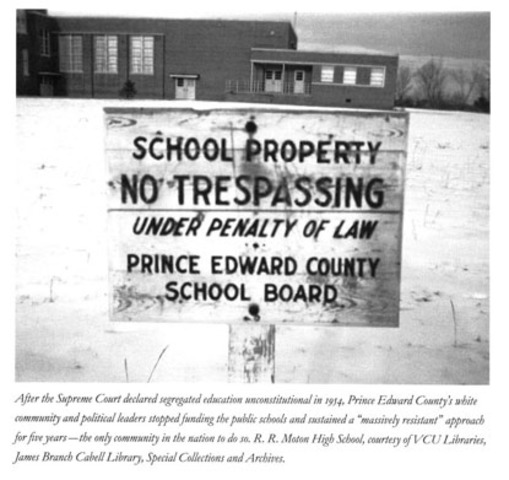 SCHOOL PROPERTY
NO TRESPASSING
UNDER PENALTY OF LAW
PRINCE EDWARD COUNTY
SCHOOL BOARD
After the Supreme Court declared segregated education unconstitutional in 1954, Prince Edward County's white
community and political leaders stopped funding the public schools and sustained a "massively resistant" approach
for five years—the only community in the nation to do so. R. R. Moton High School, courtesy of VCU Libraries,
James Branch Cabell Library, Special Collections and Archives.